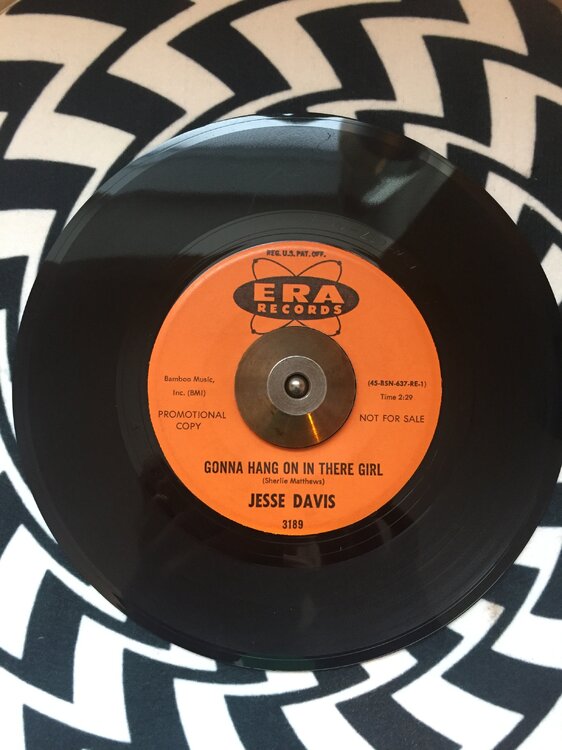 REG. U.S. PAT. OFF.
ERA
RECORDS
Bamboo Music,
Inc. (BMI)
PROMOTIONAL
COPY
(45-BSN-637-RE-1)
Time 2:29
NOT FOR SALE
GONNA HANG ON IN THERE GIRL
(Sherlie Matthews)
JESSE DAVIS
3189